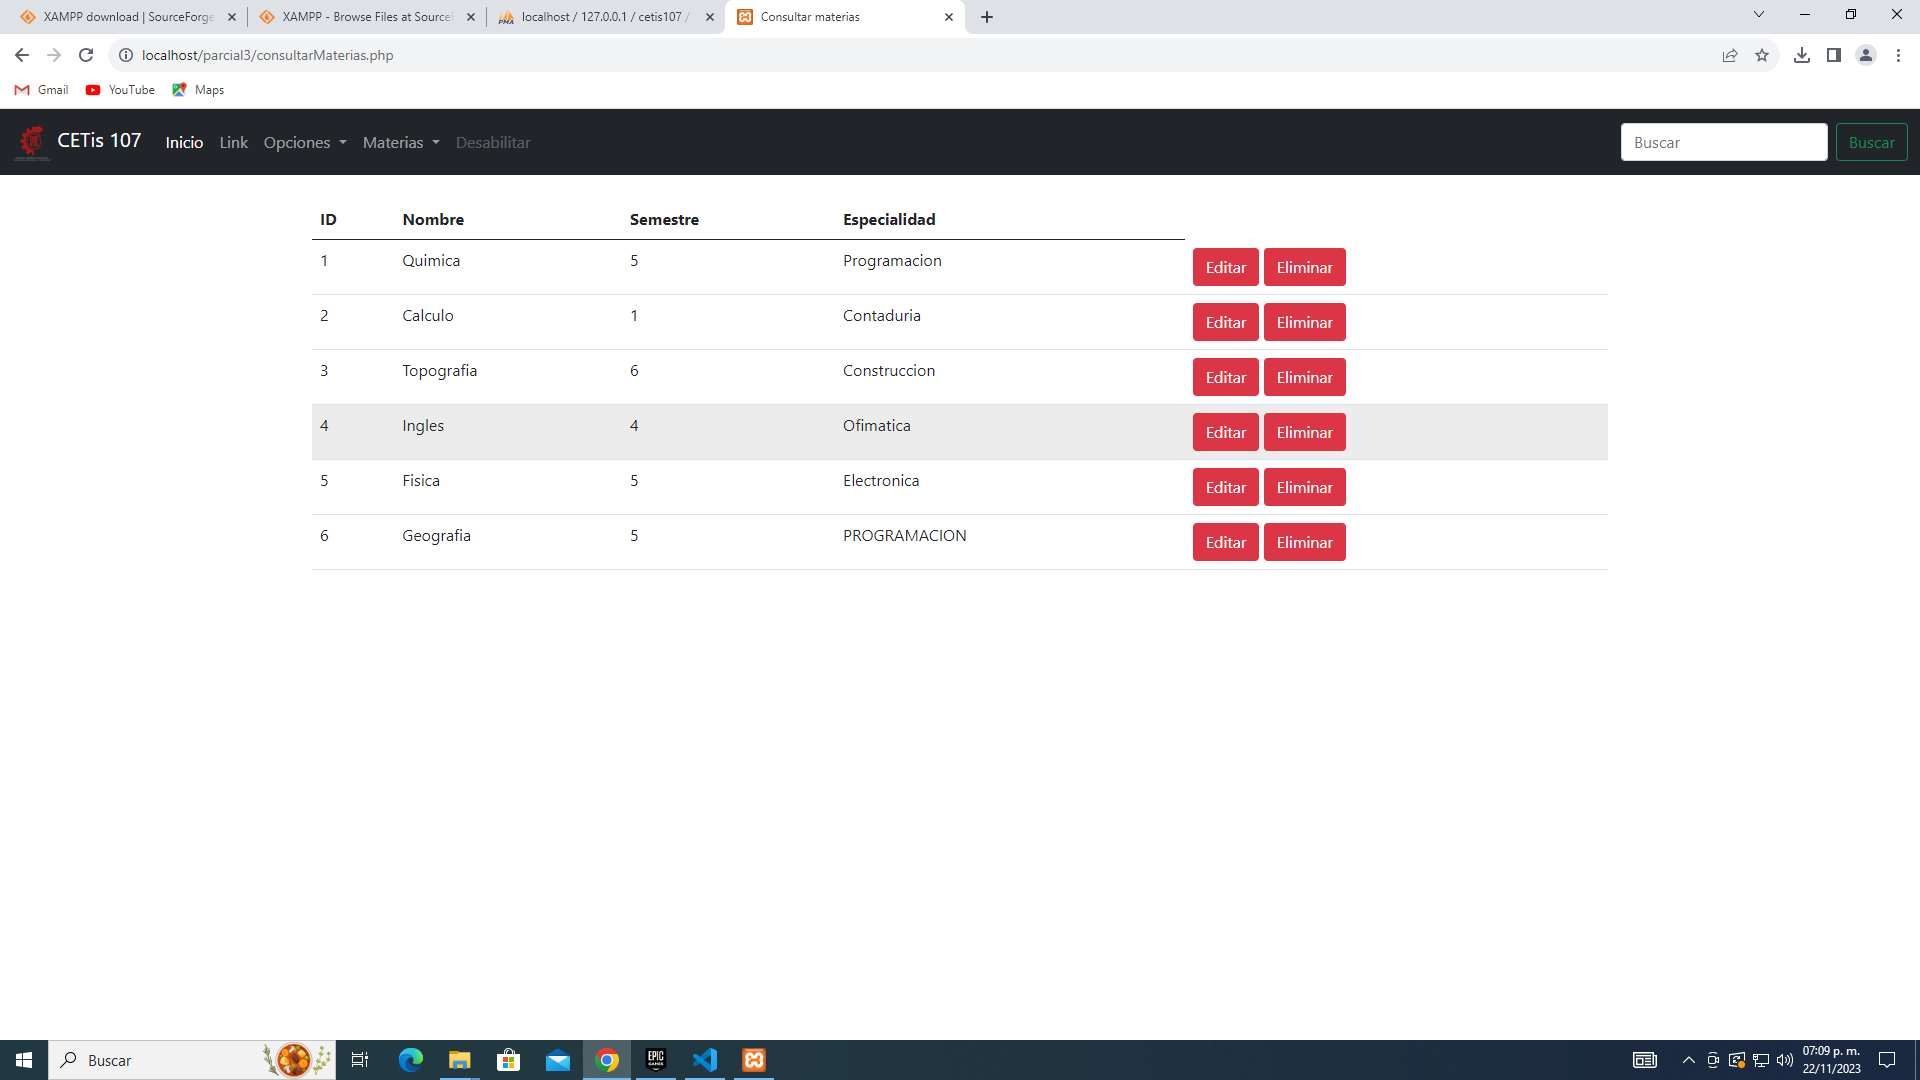 XAMPP download | SourceForge
XAMPP - Browse Files at Source
localhost / 127.0.0.1 / cetis107 /
Consultar materias
localhost/parcial3/consultarMaterias.php
Gmail YouTube Maps
CETis 107 Inicio Link Opciones Materias Desabilitar Buscar Buscar
ID Nombre Semestre Especialidad
1 Quimica 5 Programacion Editar Eliminar
2 Calculo 1 Contaduria Editar Eliminar
3 Topografia 6 Construccion Editar Eliminar
4 Ingles 4 Ofimatica Editar Eliminar
5 Fisica 5 Electronica Editar Eliminar
6 Geografia 5 PROGRAMACION Editar Eliminar
Buscar
EPIC GAMES
07:09 p. m.
22/11/2023